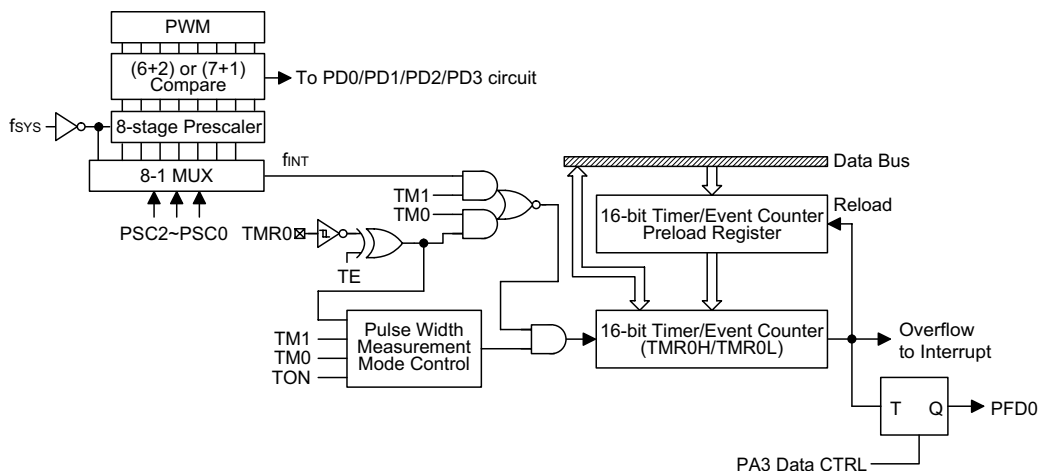 PWM
(6+2) or (7+1)
Compare
To PD0/PD1/PD2/PD3 circuit
fSYS
8-stage Prescaler
8-1 MUX
fINT
PSC2~PSC0
TM1
TM0
TMR0
TE
Data Bus
16-bit Timer/Event Counter
Preload Register
Reload
TM1
TM0
TON
Pulse Width
Measurement
Mode Control
16-bit Timer/Event Counter
(TMR0H/TMR0L)
Overflow
to Interrupt
T
Q
PFD0
PA3 Data CTRL